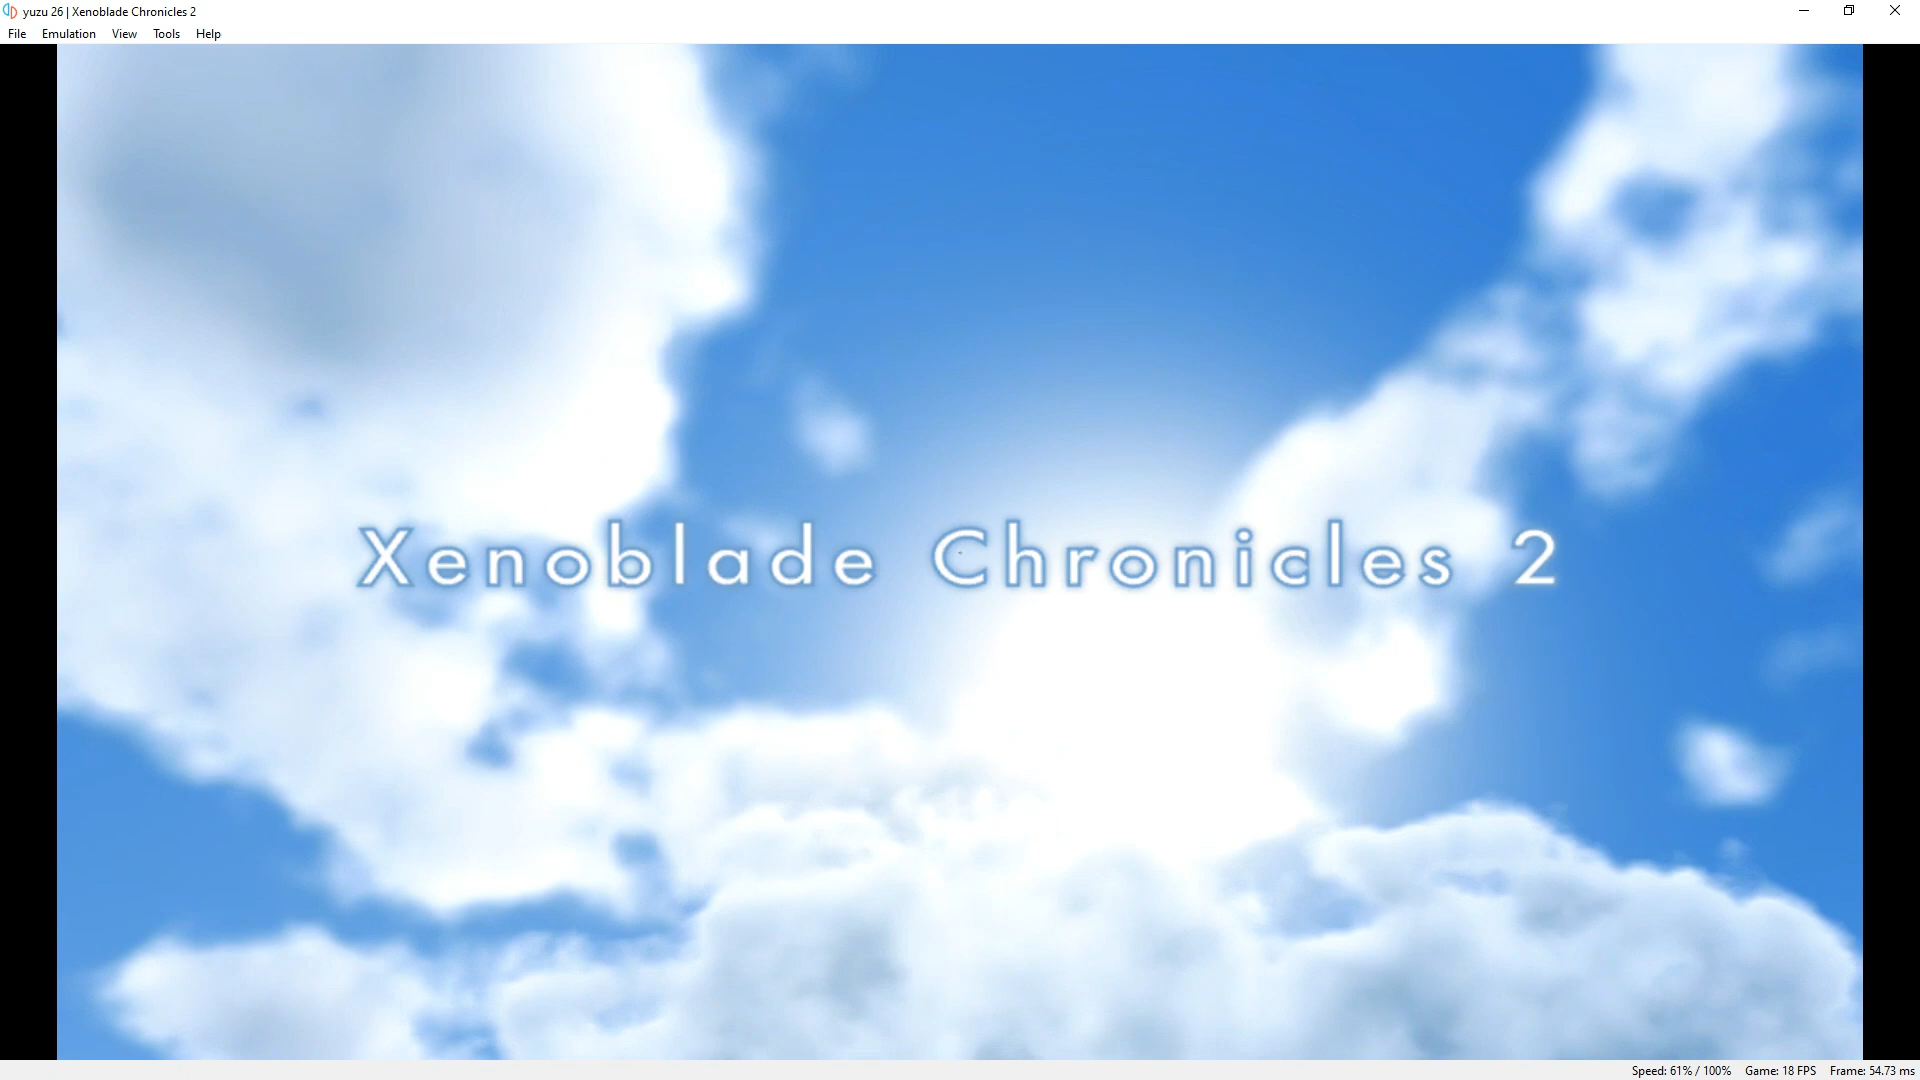 yuzu 26 | Xenoblade Chronicles 2
File Emulation View Tools Help
Xenoblade Chronicles 2
Speed: 61% / 100% Game: 18 FPS Frame: 54.73 ms